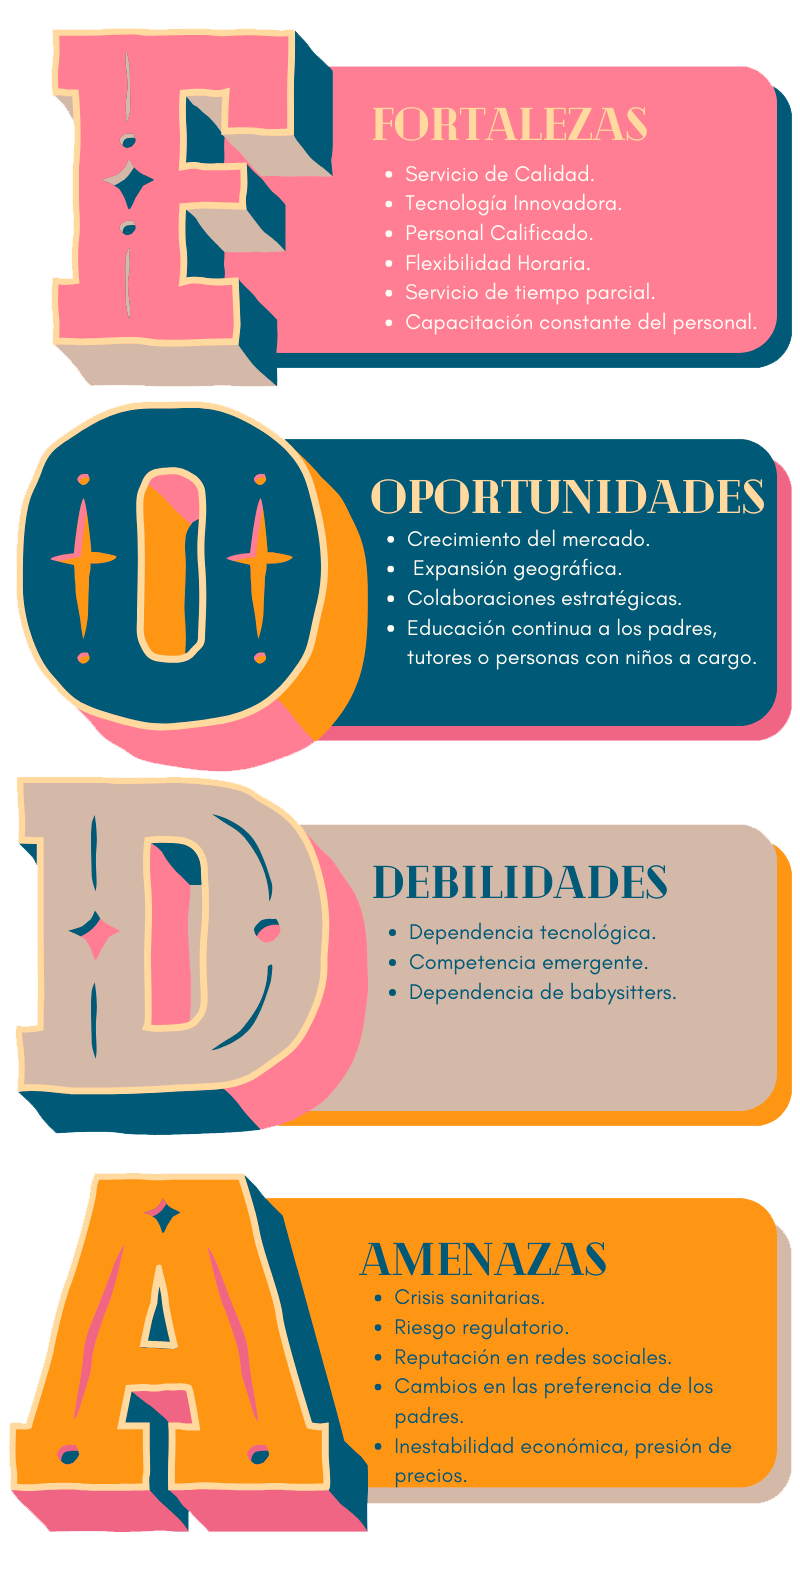 F
FORTALEZAS
• Servicio de Calidad.
• Tecnología Innovadora.
• Personal Calificado.
• Flexibilidad Horaria.
• Servicio de tiempo parcial.
• Capacitación constante del personal.
O
OPORTUNIDADES
• Crecimiento del mercado.
• Expansión geográfica.
• Colaboraciones estratégicas.
• Educación continua a los padres,
tutores o personas con niños a cargo.
D
DEBILIDADES
• Dependencia tecnológica.
• Competencia emergente.
• Dependencia de babysitters.
A
AMENAZAS
• Crisis sanitarias.
• Riesgo regulatorio.
• Reputación en redes sociales.
• Cambios en las preferencia de los
padres.
• Inestabilidad económica, presión de
precios.